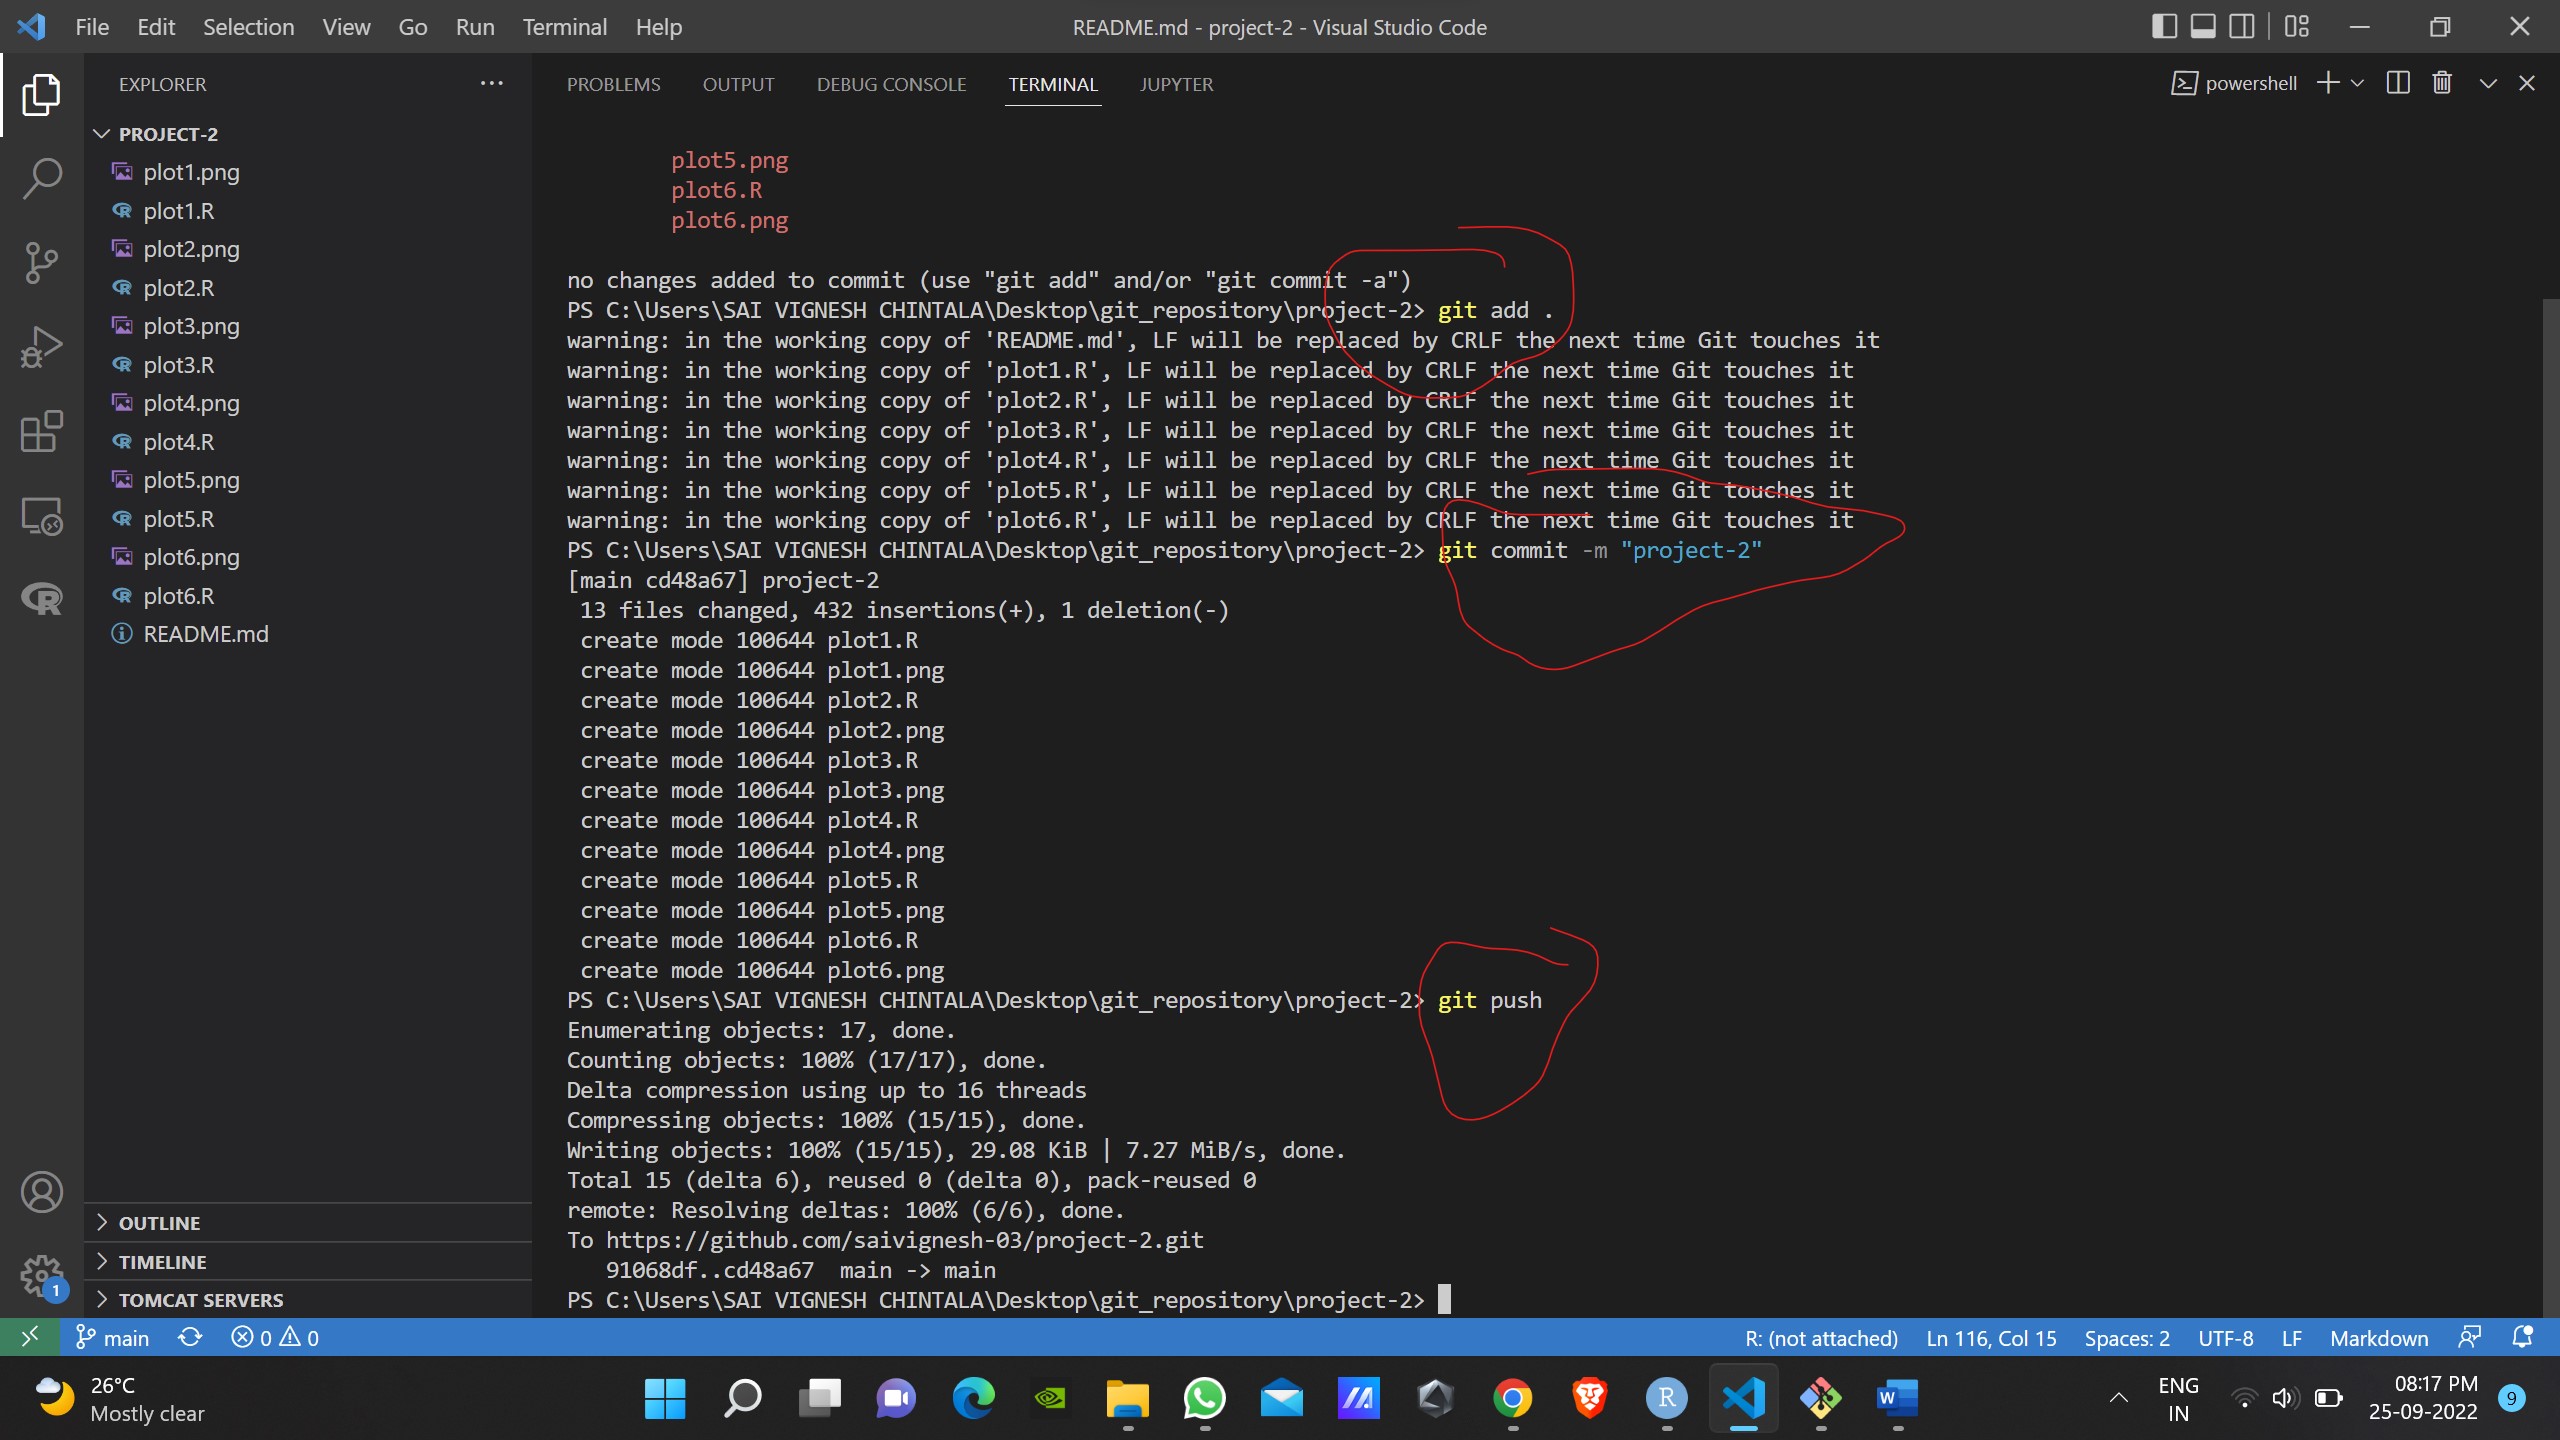 File Edit Selection View Go Run Terminal Help
README.md - project-2 - Visual Studio Code
EXPLORER
PROJECT-2
plot1.png
plot1.R
plot2.png
plot2.R
plot3.png
plot3.R
plot4.png
plot4.R
plot5.png
plot5.R
plot6.png
plot6.R
README.md
OUTLINE
TIMELINE
TOMCAT SERVERS
1
PROBLEMS OUTPUT DEBUG CONSOLE TERMINAL JUPYTER
powershell
plot5.png
plot6.R
plot6.png
no changes added to commit (use "git add" and/or "git commit -a")
PS C:\Users\SAI VIGNESH CHINTALA\Desktop\git_repository\project-2> git add .
warning: in the working copy of 'README.md', LF will be replaced by CRLF the next time Git touches it
warning: in the working copy of 'plot1.R', LF will be replaced by CRLF the next time Git touches it
warning: in the working copy of 'plot2.R', LF will be replaced by CRLF the next time Git touches it
warning: in the working copy of 'plot3.R', LF will be replaced by CRLF the next time Git touches it
warning: in the working copy of 'plot4.R', LF will be replaced by CRLF the next time Git touches it
warning: in the working copy of 'plot5.R', LF will be replaced by CRLF the next time Git touches it
warning: in the working copy of 'plot6.R', LF will be replaced by CRLF the next time Git touches it
PS C:\Users\SAI VIGNESH CHINTALA\Desktop\git_repository\project-2> git commit -m "project-2"
[main cd48a67] project-2
13 files changed, 432 insertions(+), 1 deletion(-)
create mode 100644 plot1.R
create mode 100644 plot1.png
create mode 100644 plot2.R
create mode 100644 plot2.png
create mode 100644 plot3.R
create mode 100644 plot3.png
create mode 100644 plot4.R
create mode 100644 plot4.png
create mode 100644 plot5.R
create mode 100644 plot5.png
create mode 100644 plot6.R
create mode 100644 plot6.png
PS C:\Users\SAI VIGNESH CHINTALA\Desktop\git_repository\project-2> git push
Enumerating objects: 17, done.
Counting objects: 100% (17/17), done.
Delta compression using up to 16 threads
Compressing objects: 100% (15/15), done.
Writing objects: 100% (15/15), 29.08 KiB | 7.27 MiB/s, done.
Total 15 (delta 6), reused 0 (delta 0), pack-reused 0
remote: Resolving deltas: 100% (6/6), done.
To https://github.com/saivignesh-03/project-2.git
91068df..cd48a67  main -> main
PS C:\Users\SAI VIGNESH CHINTALA\Desktop\git_repository\project-2>
main 0 0 R: (not attached) Ln 116, Col 15 Spaces: 2 UTF-8 LF Markdown
26°C
Mostly clear
ENG
IN
08:17 PM
25-09-2022
9